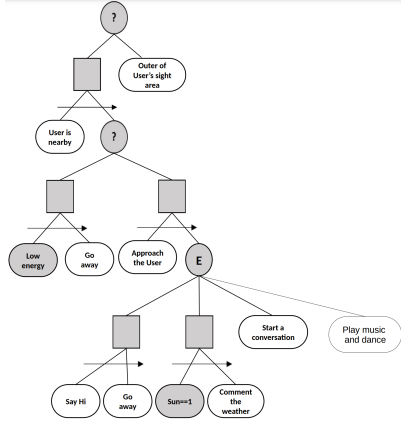 ?
Outer of
User's sight
area
User is
nearby
?
Low
energy
Go
away
Approach
the User
E
Start a
conversation
Play music
and dance
Say Hi
Go
away
Sun==1
Comment
the
weather